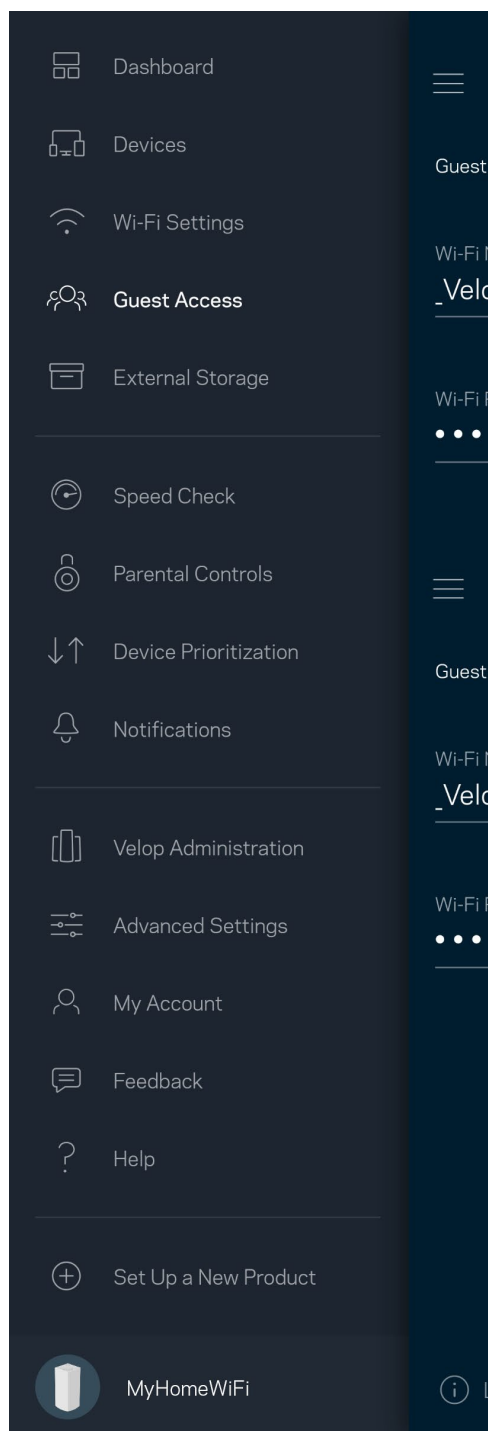 Dashboard
Devices
Wi-Fi Settings
Guest Access
External Storage
Speed Check
Parental Controls
Device Prioritization
Notifications
Velop Administration
Advanced Settings
My Account
Feedback
Help
Set Up a New Product
MyHomeWiFi
Guest
Wi-Fi
_Velo
Wi-Fi
Guest
Wi-Fi
_Velo
Wi-Fi